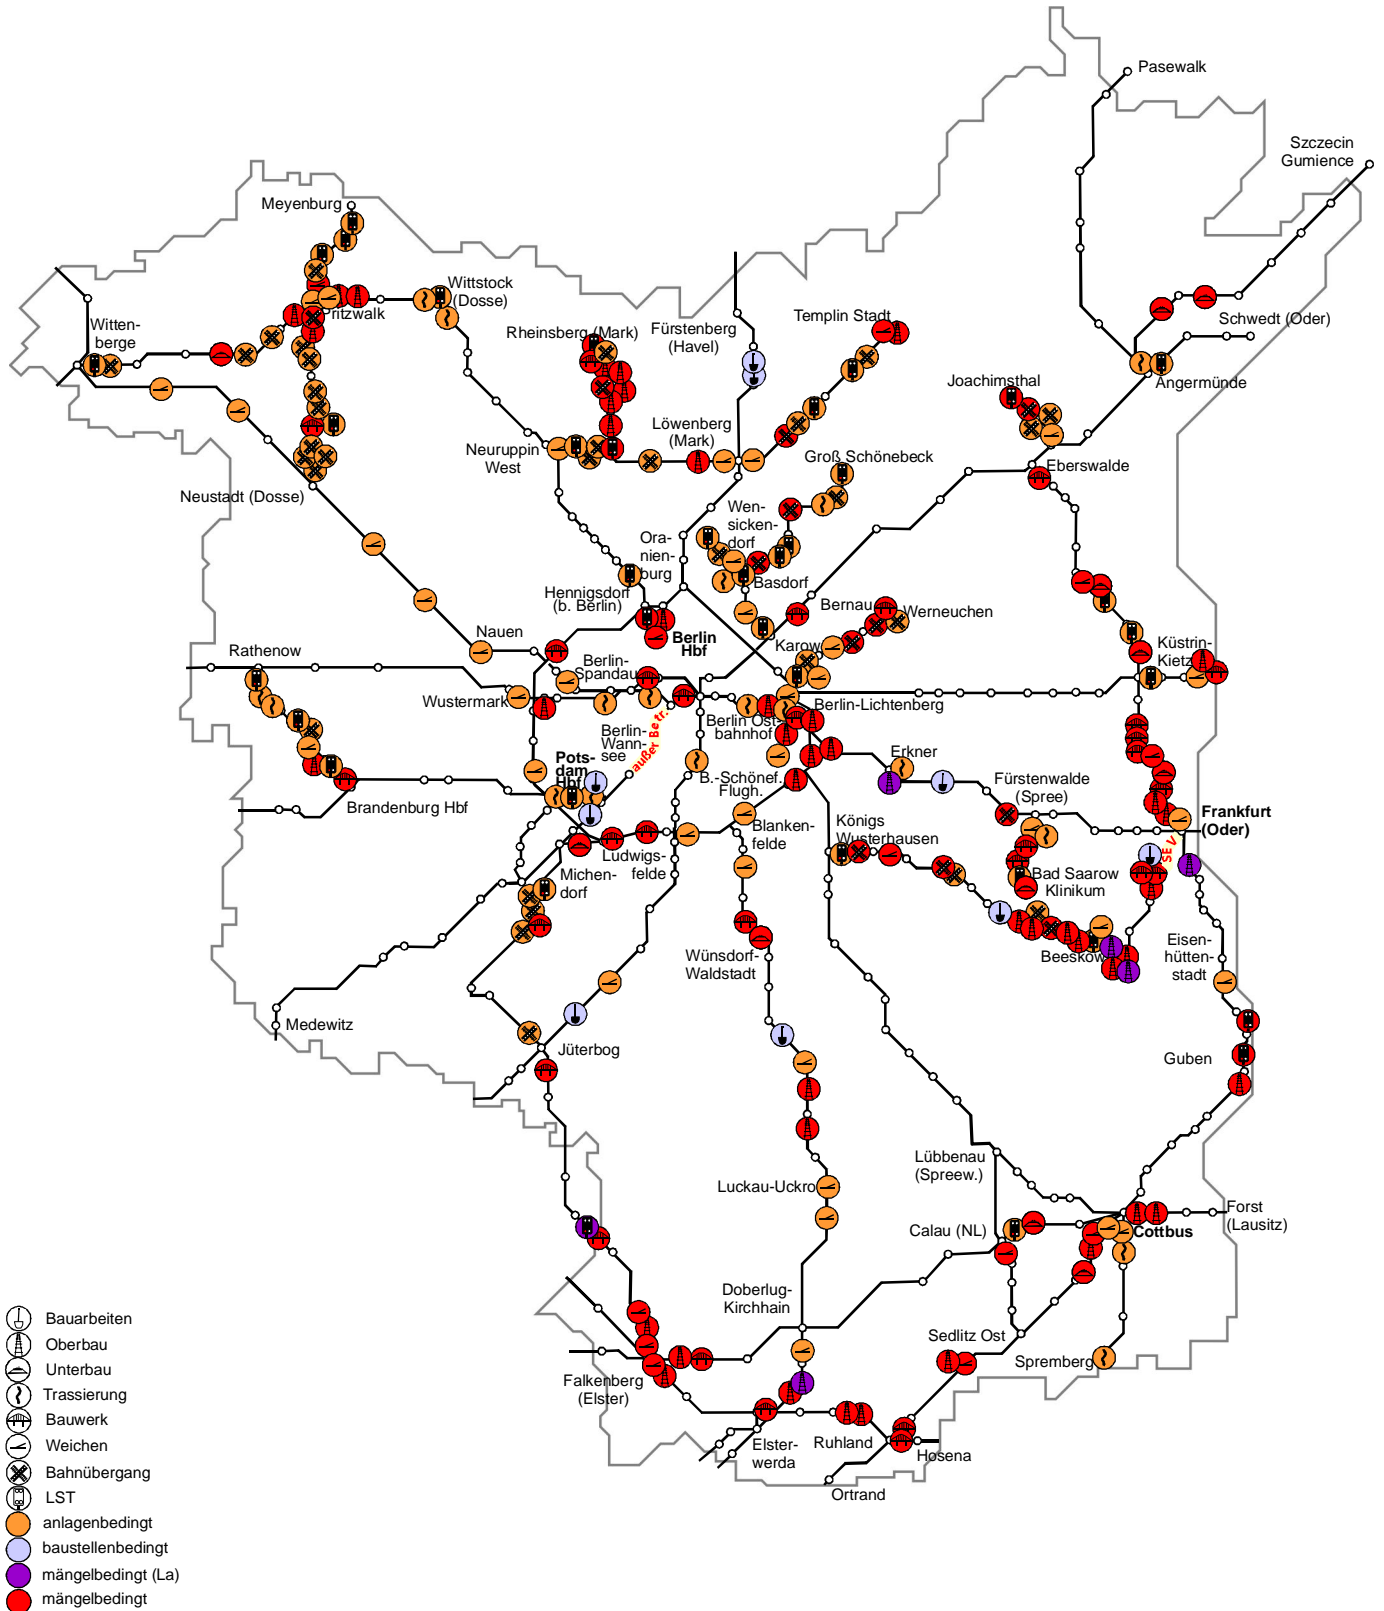 Pasewalk
Szczecin
Gumience
Meyenburg
Wittstock
(Dosse)
Pritzwalk
Witten-
berge
Rheinsberg (Mark)
Fürstenberg
(Havel)
Templin Stadt
Schwedt (Oder)
Angermünde
Joachimsthal
Löwenberg
(Mark)
Neuruppin
West
Groß Schönebeck
Eberswalde
Neustadt (Dosse)
Wen-
sicken-
dorf
Ora-
nien-
burg
Basdorf
Hennigsdorf
(b. Berlin)
Bernau
Werneuchen
Berlin
Hbf
Karow
Küstrin-
Kietz
Nauen
Rathenow
Berlin-
Spandau
Wustermark
Berlin Ost-
bahnhof
Berlin-Lichtenberg
Berlin-
Wann-
see
außer Betr.
Erkner
Pots-
dam
Hbf
B.-Schönef.
Flugh.
Fürstenwalde
(Spree)
Brandenburg Hbf
Frankfurt
(Oder)
Blanken-
felde
Königs
Wusterhausen
SEV
Ludwigs-
felde
Michen-
dorf
Bad Saarow
Klinikum
Wünsdorf-
Waldstadt
Beeskow
Eisen-
hütten-
stadt
Medewitz
Jüterbog
Guben
Lübbenau
(Spreew.)
Luckau-Uckro
Calau (NL)
Forst
(Lausitz)
Cottbus
Doberlug-
Kirchhain
Sedlitz Ost
Spremberg
Falkenberg
(Elster)
Elster-
werda
Ruhland
Hosena
Ortrand
Bauarbeiten
Oberbau
Unterbau
Trassierung
Bauwerk
Weichen
Bahnübergang
LST
anlagenbedingt
baustellenbedingt
mängelbedingt (La)
mängelbedingt